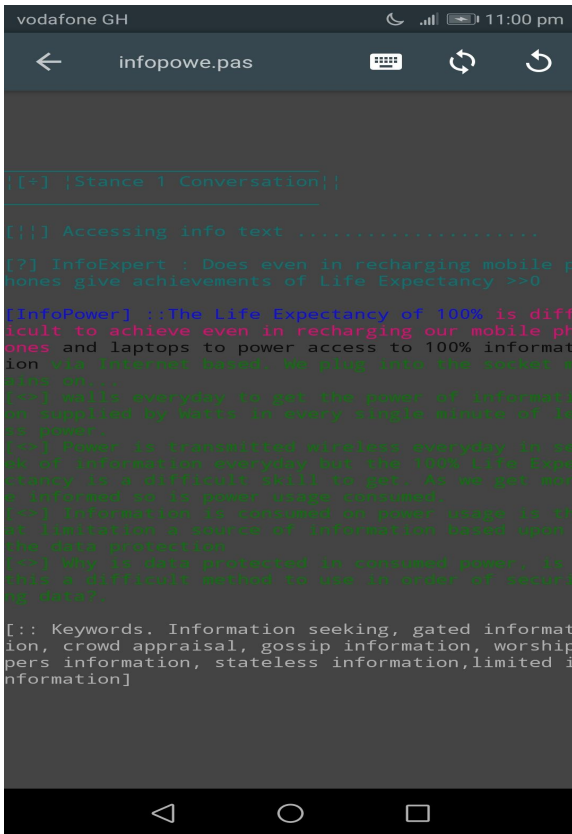 vodafone GH 11:00 pm
infopowe.pas
¦[+] ¦Stance 1 Conversation¦¦
[¦¦] Accessing info text .....................
[?] InfoExpert : Does even in recharging mobile p
hones give achievements of Life Expectancy >>0
[InfoPower] ::The Life Expectancy of 100% is diff
icult to achieve even in recharging our mobile ph
ones and laptops to power access to 100% informat
ion via Internet based. We plug into the socket m
ains on...
[>>] Watts everyday to get the power of informati
on supplied by Watts in every single minute of le
ss power.
[>>] Power is transmitted wireless everyday in se
ek of information everyday but the 100% Life Expe
ctancy is a difficult skill to get. As we get mor
e informed so is power usage consumed.
[>>] Information is consumed on power usage is th
at limitation a source of information based upon
the data protection
[>>] Why is data protected in consumed power. is
this a difficult method to use in order of securi
ng data?.
[:: Keywords. Information seeking, gated informat
ion, crowd appraisal, gossip information, worship
pers information, stateless information,limited i
nformation]